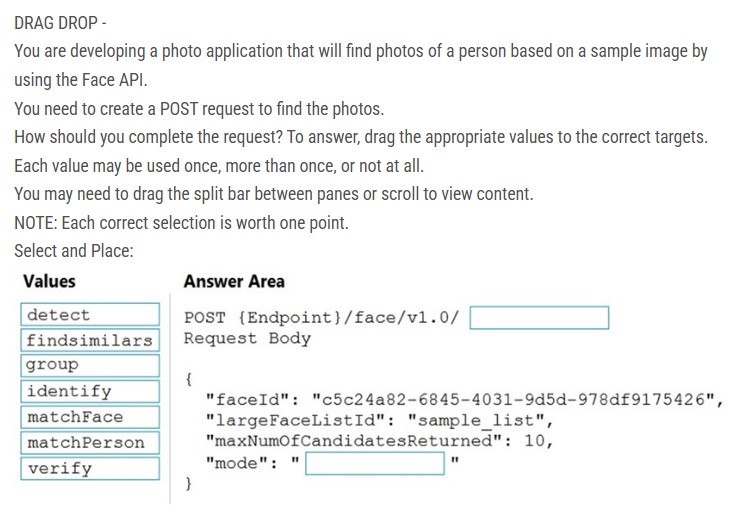 DRAG DROP -
You are developing a photo application that will find photos of a person based on a sample image by
using the Face API.
You need to create a POST request to find the photos.
How should you complete the request? To answer, drag the appropriate values to the correct targets.
Each value may be used once, more than once, or not at all.
You may need to drag the split bar between panes or scroll to view content.
NOTE: Each correct selection is worth one point.
Select and Place:
Values
detect
findsimilars
group
identify
matchFace
matchPerson
verify
Answer Area
POST {Endpoint}/face/v1.0/
Request Body
{
"faceId": "c5c24a82-6845-4031-9d5d-978df9175426",
"largeFaceListId": "sample_list",
"maxNumOfCandidatesReturned": 10,
"mode": " "
}